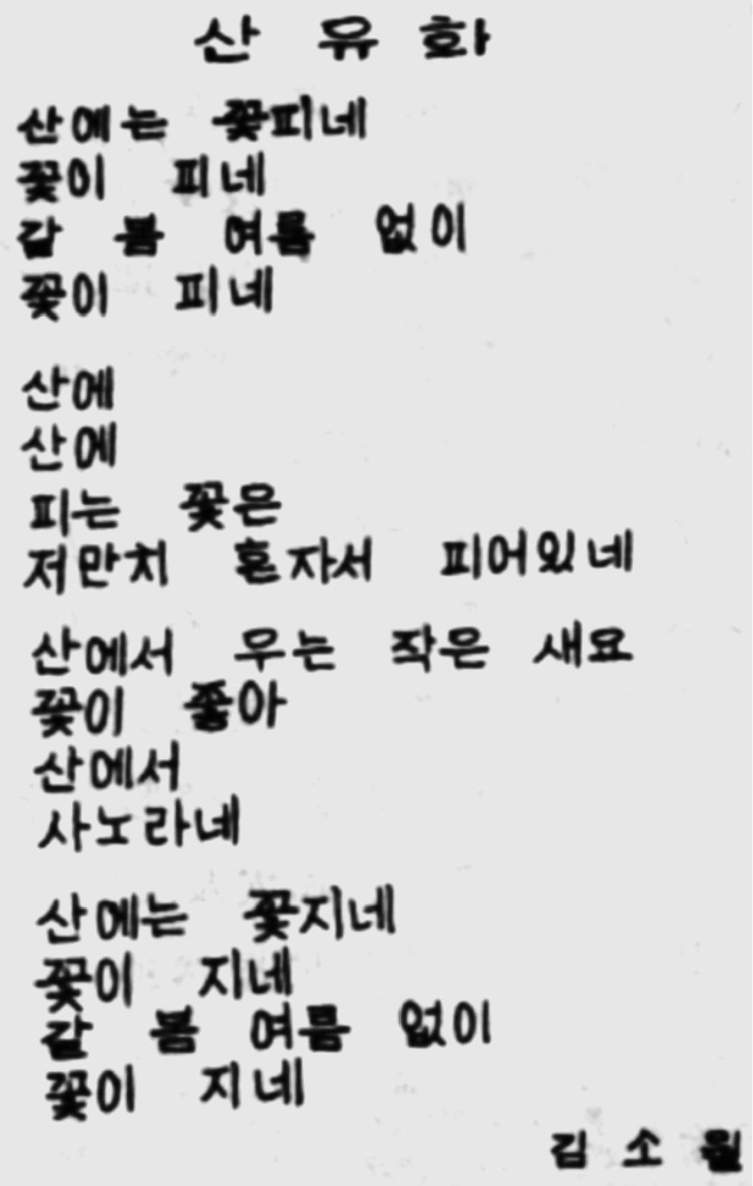 산 유 화
산에는 꽃피네
꽃이 피네
갈 봄 여름 없이
꽃이 피네
산에
산에
피는 꽃은
저만치 혼자서 피어있네
산에서 우는 작은 새요
꽃이 좋아
산에서
사노라네
산에는 꽃지네
꽃이 지네
갈 봄 여름 없이
꽃이 지네
김 소 월